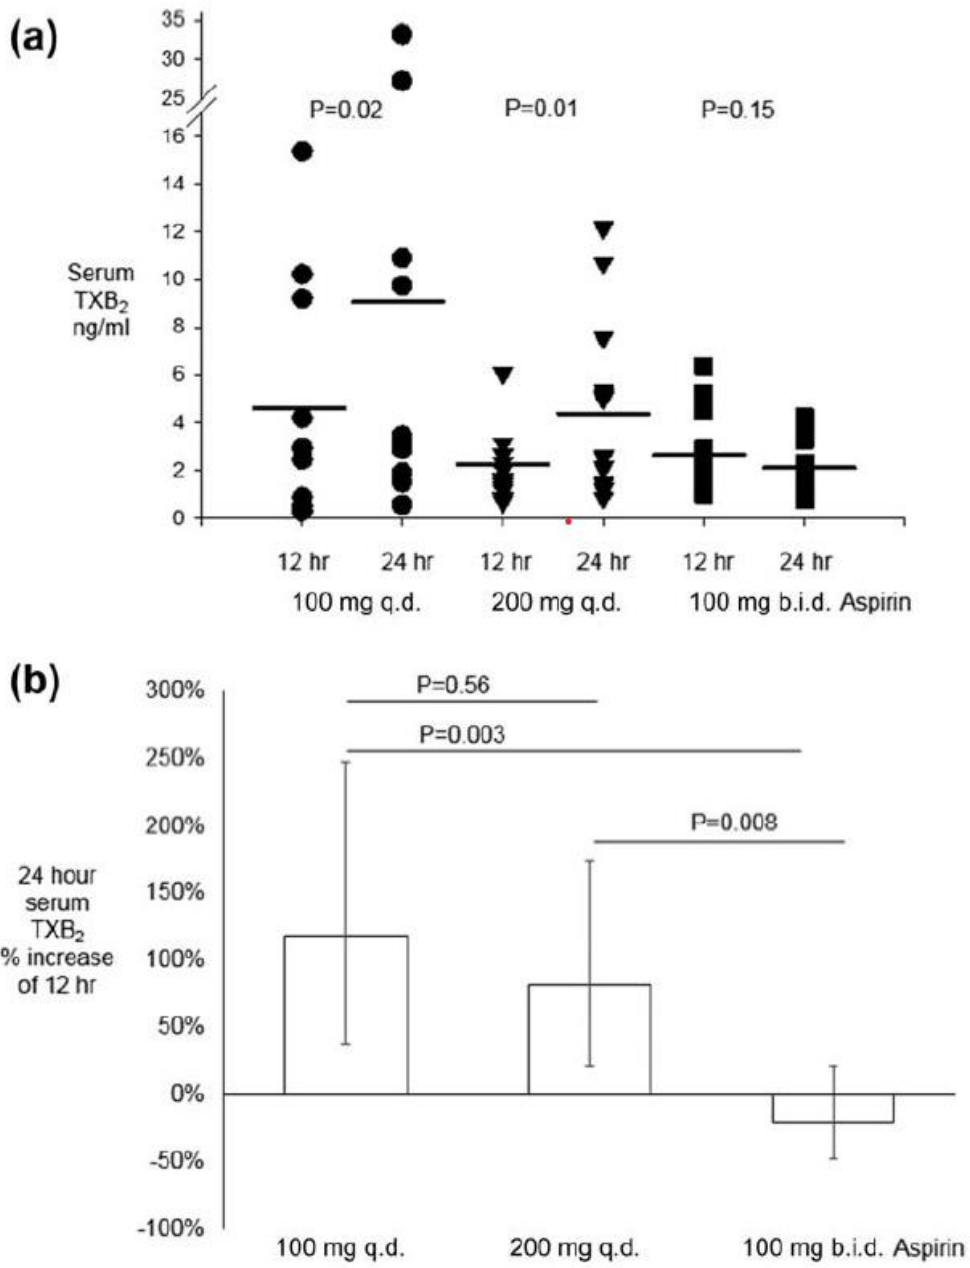 (a)
35
30
25
16
14
12
10
8
6
4
2
0
P=0.02 P=0.01 P=0.15
Serum
TXB₂
ng/ml
12 hr 24 hr 12 hr 24 hr 12 hr 24 hr
100 mg q.d. 200 mg q.d. 100 mg b.i.d. Aspirin
(b)
300%
250%
200%
150%
100%
50%
0%
-50%
-100%
P=0.56
P=0.003
P=0.008
24 hour
serum
TXB₂
% increase
of 12 hr
100 mg q.d. 200 mg q.d. 100 mg b.i.d. Aspirin